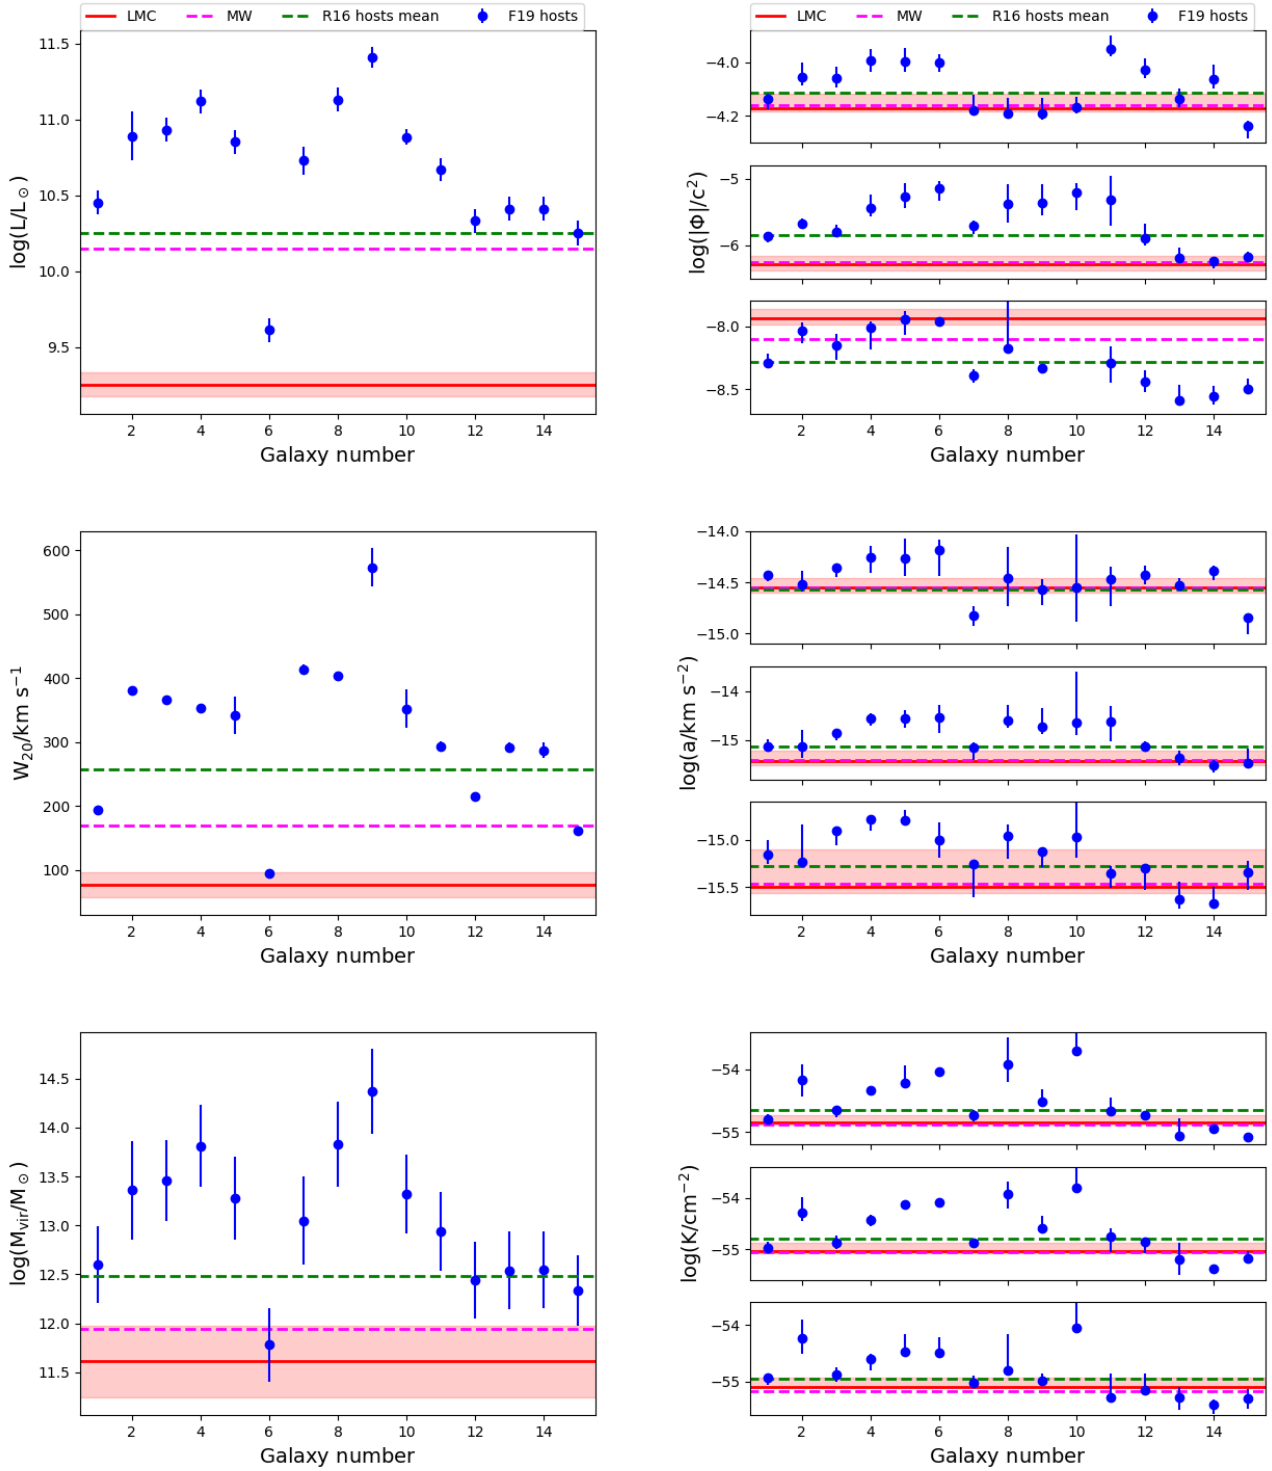 LMC MW R16 hosts mean F19 hosts
11.5
11.0
10.5
10.0
9.5
log(L/L⊙)
2 4 6 8 10 12 14
Galaxy number
LMC MW R16 hosts mean F19 hosts
−4.0
−4.2
−5
−6
−8.0
−8.5
log(|Φ|/c²)
2 4 6 8 10 12 14
Galaxy number
600
500
400
300
200
100
W₂₀/km s⁻¹
2 4 6 8 10 12 14
Galaxy number
−14.0
−14.5
−15.0
−14
−15
−15.0
−15.5
log(a/km s⁻²)
2 4 6 8 10 12 14
Galaxy number
14.5
14.0
13.5
13.0
12.5
12.0
11.5
log(Mvir/M⊙)
2 4 6 8 10 12 14
Galaxy number
−54
−55
−54
−55
−54
−55
log(K/cm⁻²)
2 4 6 8 10 12 14
Galaxy number